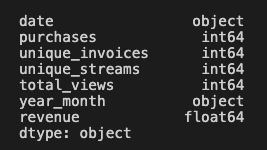 date object
purchases int64
unique_invoices int64
unique_streams int64
total_views int64
year_month object
revenue float64
dtype: object